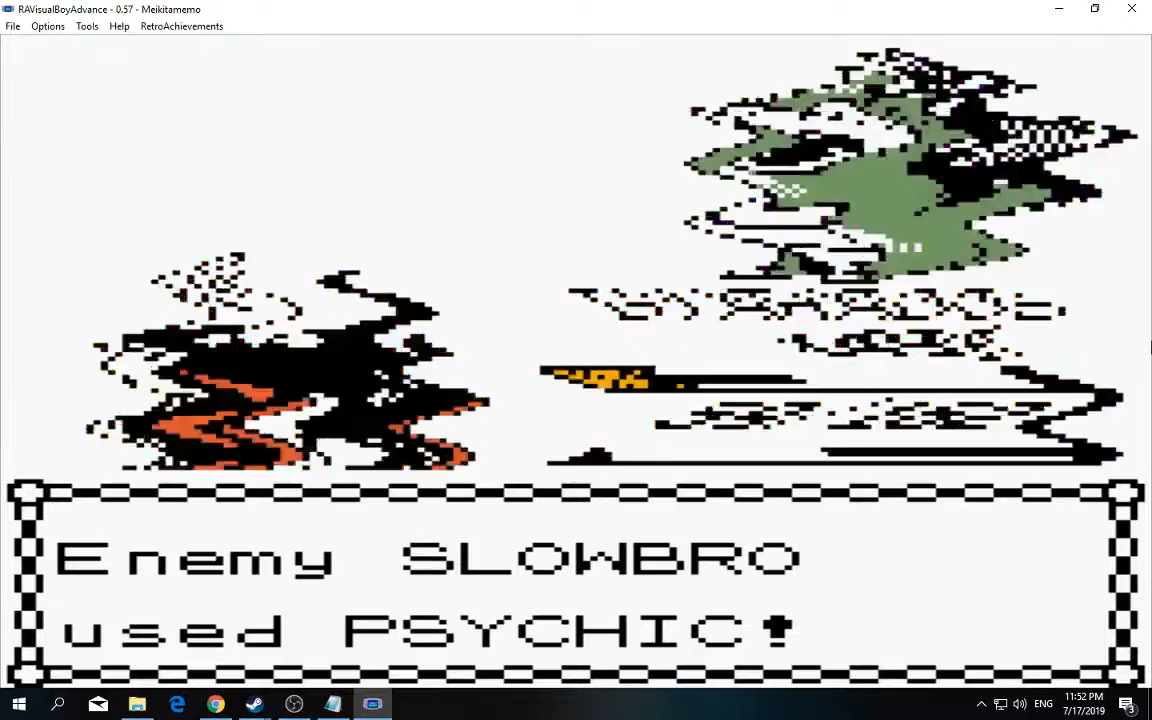 RAVisualBoyAdvance - 0.57 - Meikitamemo
File Options Tools Help RetroAchievements
Enemy SLOWBRO
used PSYCHIC!
ENG
11:52 PM
7/17/2019
3